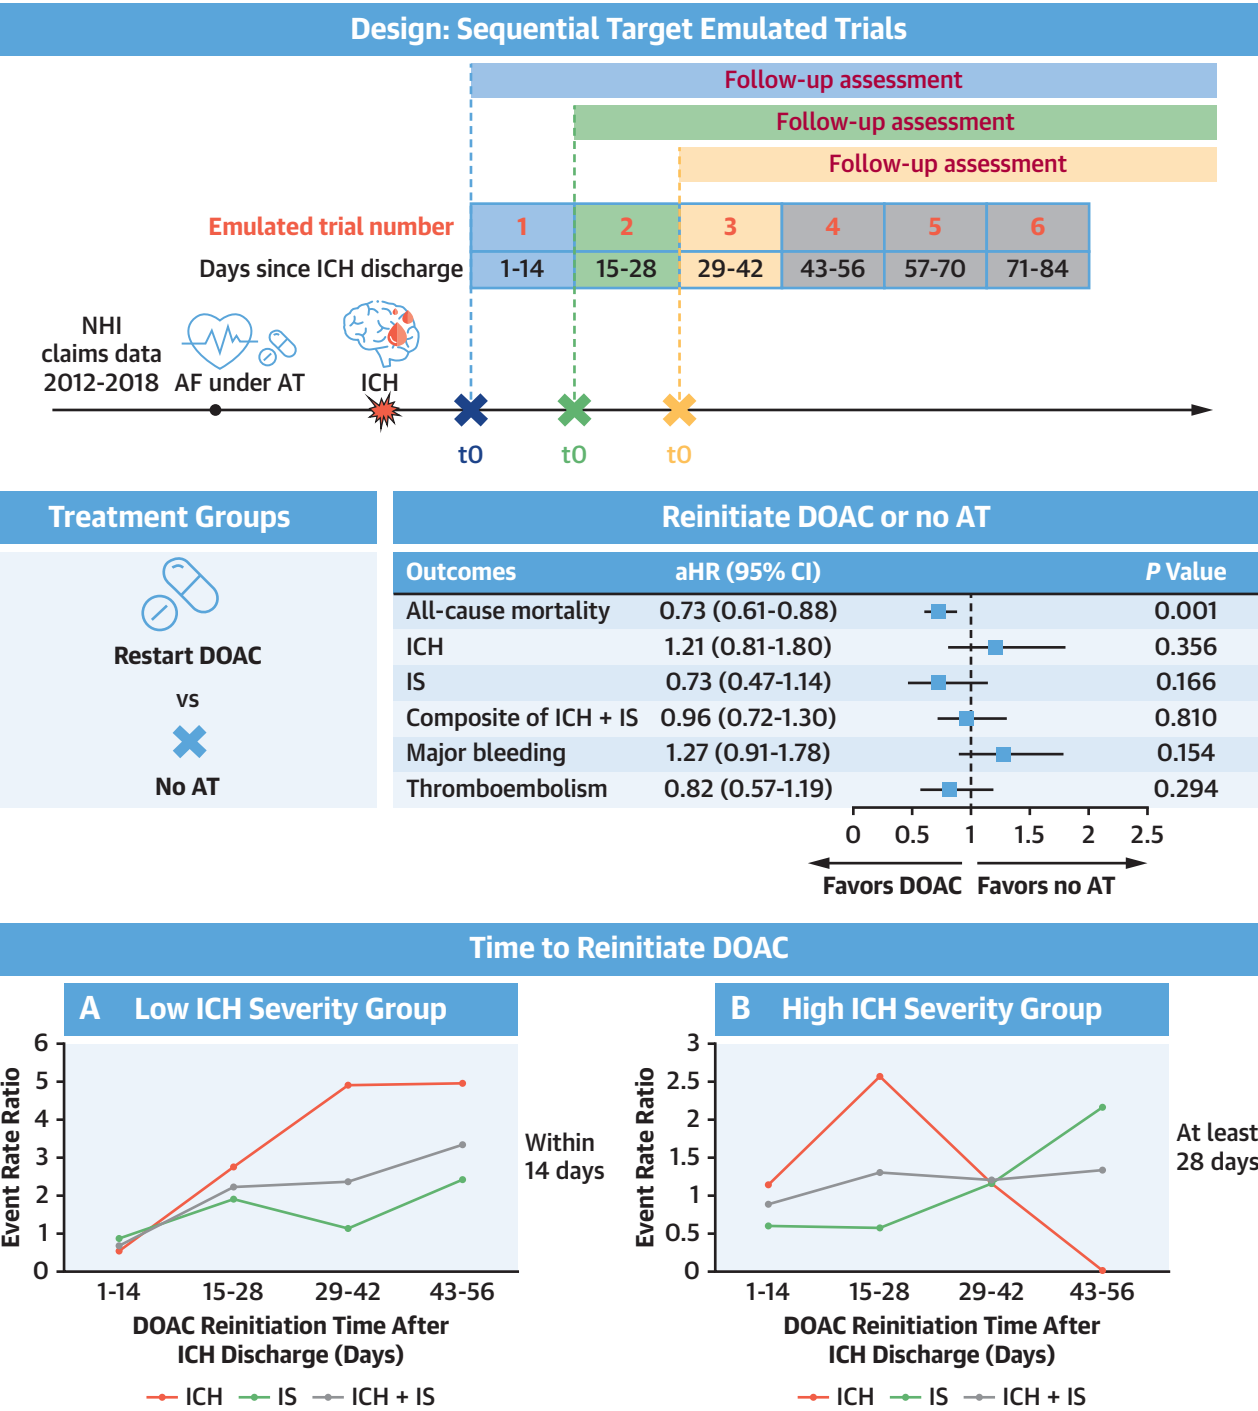 Design: Sequential Target Emulated Trials
Follow-up assessment
Follow-up assessment
Follow-up assessment
Emulated trial number 1 2 3 4 5 6
Days since ICH discharge 1-14 15-28 29-42 43-56 57-70 71-84
NHI
claims data
2012-2018
AF under AT
ICH
t0 t0 t0
Treatment Groups
Restart DOAC
vs
No AT
Reinitiate DOAC or no AT
Outcomes aHR (95% CI) P Value
All-cause mortality 0.73 (0.61-0.88) 0.001
ICH 1.21 (0.81-1.80) 0.356
IS 0.73 (0.47-1.14) 0.166
Composite of ICH + IS 0.96 (0.72-1.30) 0.810
Major bleeding 1.27 (0.91-1.78) 0.154
Thromboembolism 0.82 (0.57-1.19) 0.294
0 0.5 1 1.5 2 2.5
Favors DOAC Favors no AT
Time to Reinitiate DOAC
A Low ICH Severity Group
Event Rate Ratio
6
5
4
3
2
1
0
1-14 15-28 29-42 43-56
DOAC Reinitiation Time After
ICH Discharge (Days)
ICH IS ICH + IS
Within
14 days
B High ICH Severity Group
Event Rate Ratio
3
2.5
2
1.5
1
0.5
0
1-14 15-28 29-42 43-56
DOAC Reinitiation Time After
ICH Discharge (Days)
ICH IS ICH + IS
At least
28 days